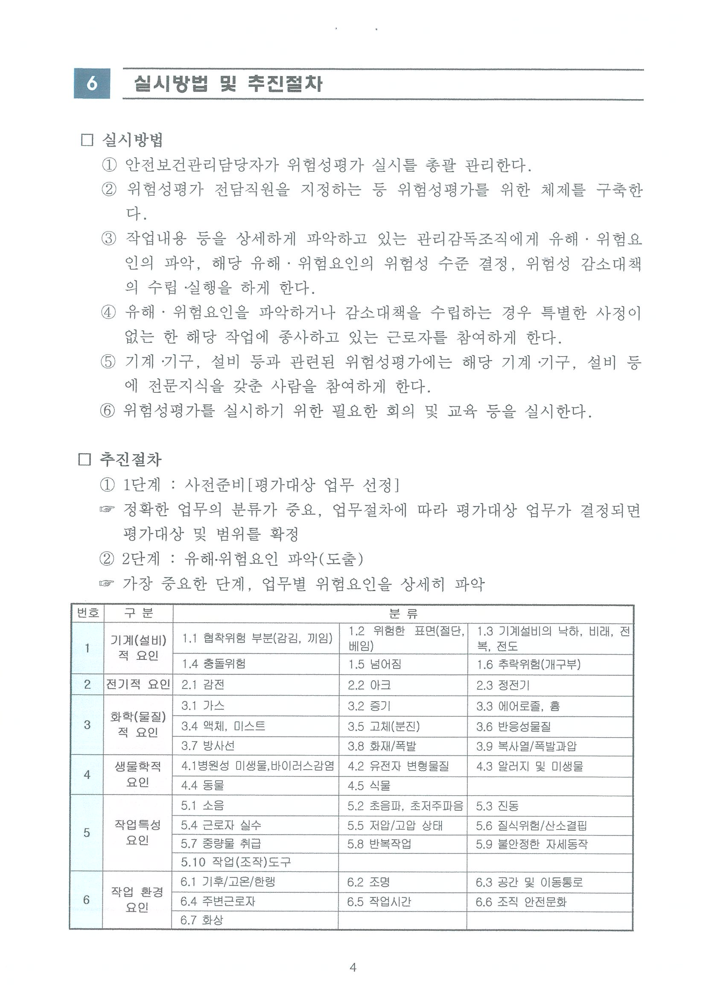 6 실시방법 및 추진절차
□ 실시방법
① 안전보건관리담당자가 위험성평가 실시를 총괄 관리한다.
② 위험성평가 전담직원을 지정하는 등 위험성평가를 위한 체제를 구축한
다.
③ 작업내용 등을 상세하게 파악하고 있는 관리감독조직에게 유해·위험요
인의 파악, 해당 유해·위험요인의 위험성 수준 결정, 위험성 감소대책
의 수립·실행을 하게 한다.
④ 유해·위험요인을 파악하거나 감소대책을 수립하는 경우 특별한 사정이
없는 한 해당 작업에 종사하고 있는 근로자를 참여하게 한다.
⑤ 기계·기구, 설비 등과 관련된 위험성평가에는 해당 기계·기구, 설비 등
에 전문지식을 갖춘 사람을 참여하게 한다.
⑥ 위험성평가를 실시하기 위한 필요한 회의 및 교육 등을 실시한다.
□ 추진절차
① 1단계 : 사전준비[평가대상 업무 선정]
☞ 정확한 업무의 분류가 중요, 업무절차에 따라 평가대상 업무가 결정되면
평가대상 및 범위를 확정
② 2단계 : 유해·위험요인 파악(도출)
☞ 가장 중요한 단계, 업무별 위험요인을 상세히 파악
번호 구 분 분 류
1 기계(설비)
적 요인
1.1 협착위험 부분(감김, 끼임) 1.2 위험한 표면(절단, 베임) 1.3 기계설비의 낙하, 비래, 전복, 전도
1.4 충돌위험 1.5 넘어짐 1.6 추락위험(개구부)
2 전기적 요인 2.1 감전 2.2 아크 2.3 정전기
3 화학(물질)
적 요인
3.1 가스 3.2 증기 3.3 에어로졸, 흄
3.4 액체, 미스트 3.5 고체(분진) 3.6 반응성물질
3.7 방사선 3.8 화재/폭발 3.9 복사열/폭발과압
4 생물학적
요인
4.1병원성 미생물,바이러스감염 4.2 유전자 변형물질 4.3 알러지 및 미생물
4.4 동물 4.5 식물
5 작업특성
요인
5.1 소음 5.2 초음파, 초저주파음 5.3 진동
5.4 근로자 실수 5.5 저압/고압 상태 5.6 질식위험/산소결핍
5.7 중량물 취급 5.8 반복작업 5.9 불안정한 자세동작
5.10 작업(조작)도구
6 작업 환경
요인
6.1 기후/고온/한랭 6.2 조명 6.3 공간 및 이동통로
6.4 주변근로자 6.5 작업시간 6.6 조직 안전문화
6.7 화상
4